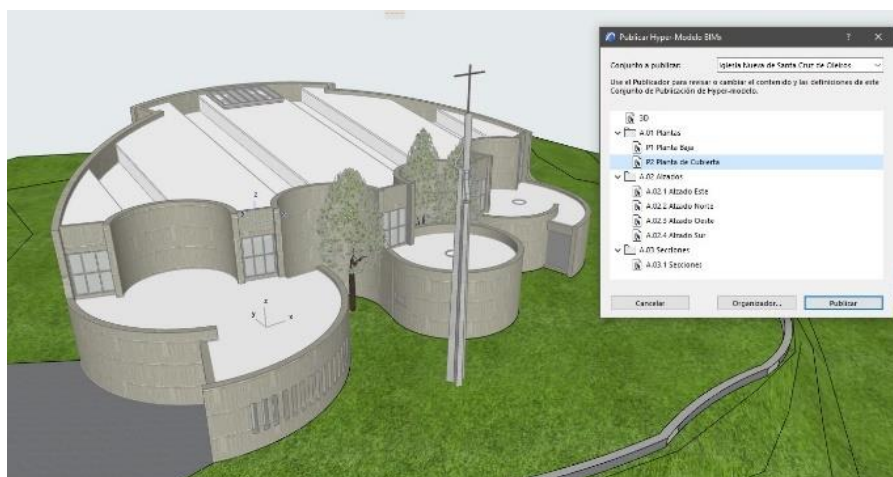 Publicar Hyper-Modelo BIMx
Conjunto a publicar:
Iglesia Nueva de Santa Cruz de Oleiros
Use el Publicador para revisar o cambiar el contenido y las definiciones de este
Conjunto de Publicación de Hyper-modelo.
3D
A.01 Plantas
P1 Planta Baja
P2 Planta de Cubierta
A.02 Alzados
A.02.1 Alzado Este
A.02.2 Alzado Norte
A.02.3 Alzado Oeste
A.02.4 Alzado Sur
A.03 Secciones
A.03.1 Secciones
Cancelar
Organizador...
Publicar
z
z
y
x